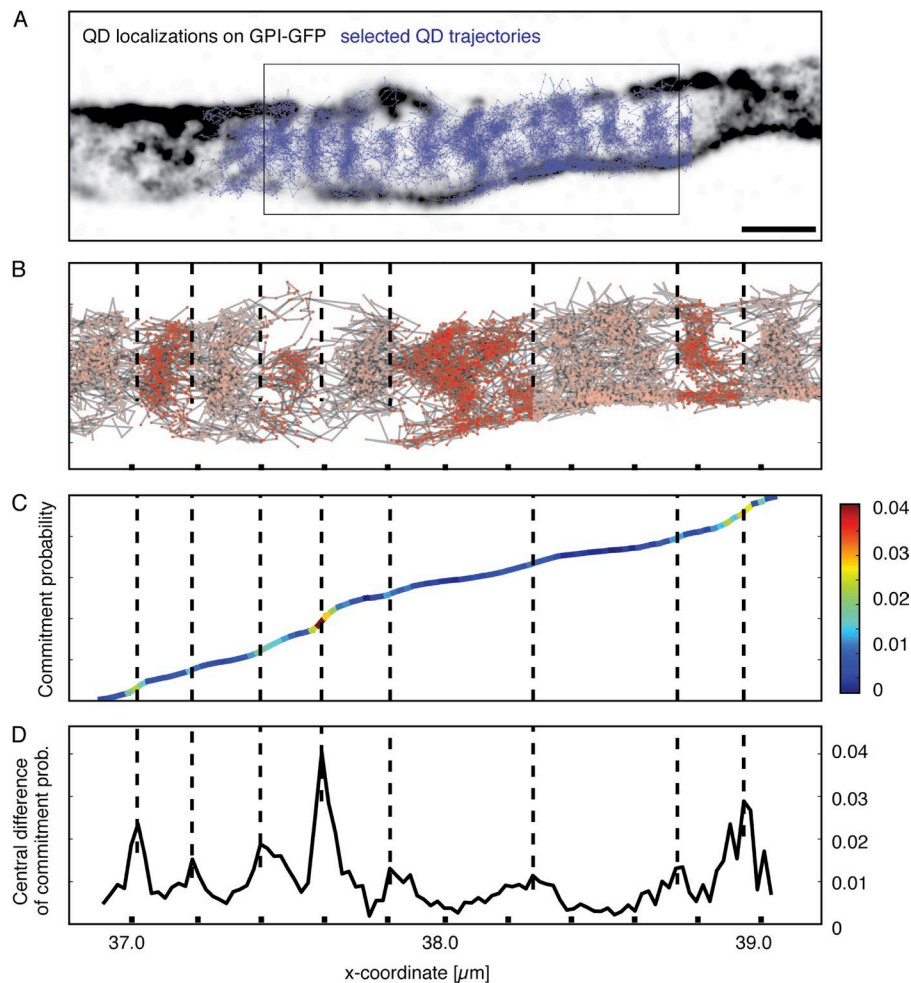 A
QD localizations on GPI-GFP selected QD trajectories
B
C
Commitment probability
0.04
0.03
0.02
0.01
0
D
Central difference
of commitment prob.
0.04
0.03
0.02
0.01
0
37.0 38.0 39.0
x-coordinate [μm]